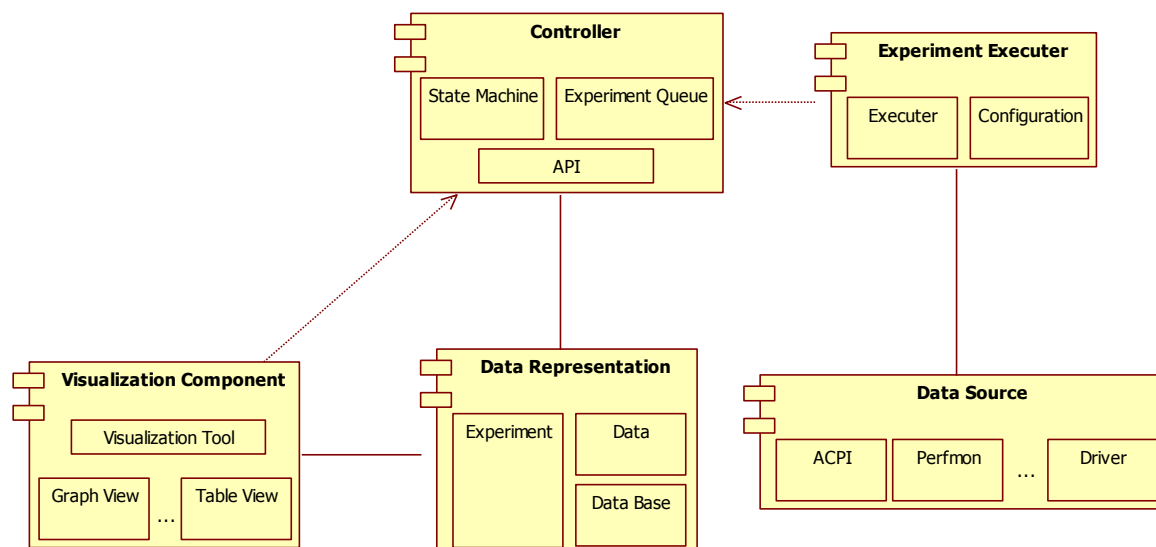 Controller
State Machine
Experiment Queue
API
Experiment Executer
Executer
Configuration
Visualization Component
Visualization Tool
Graph View
...
Table View
Data Representation
Experiment
Data
Data Base
Data Source
ACPI
Perfmon
...
Driver